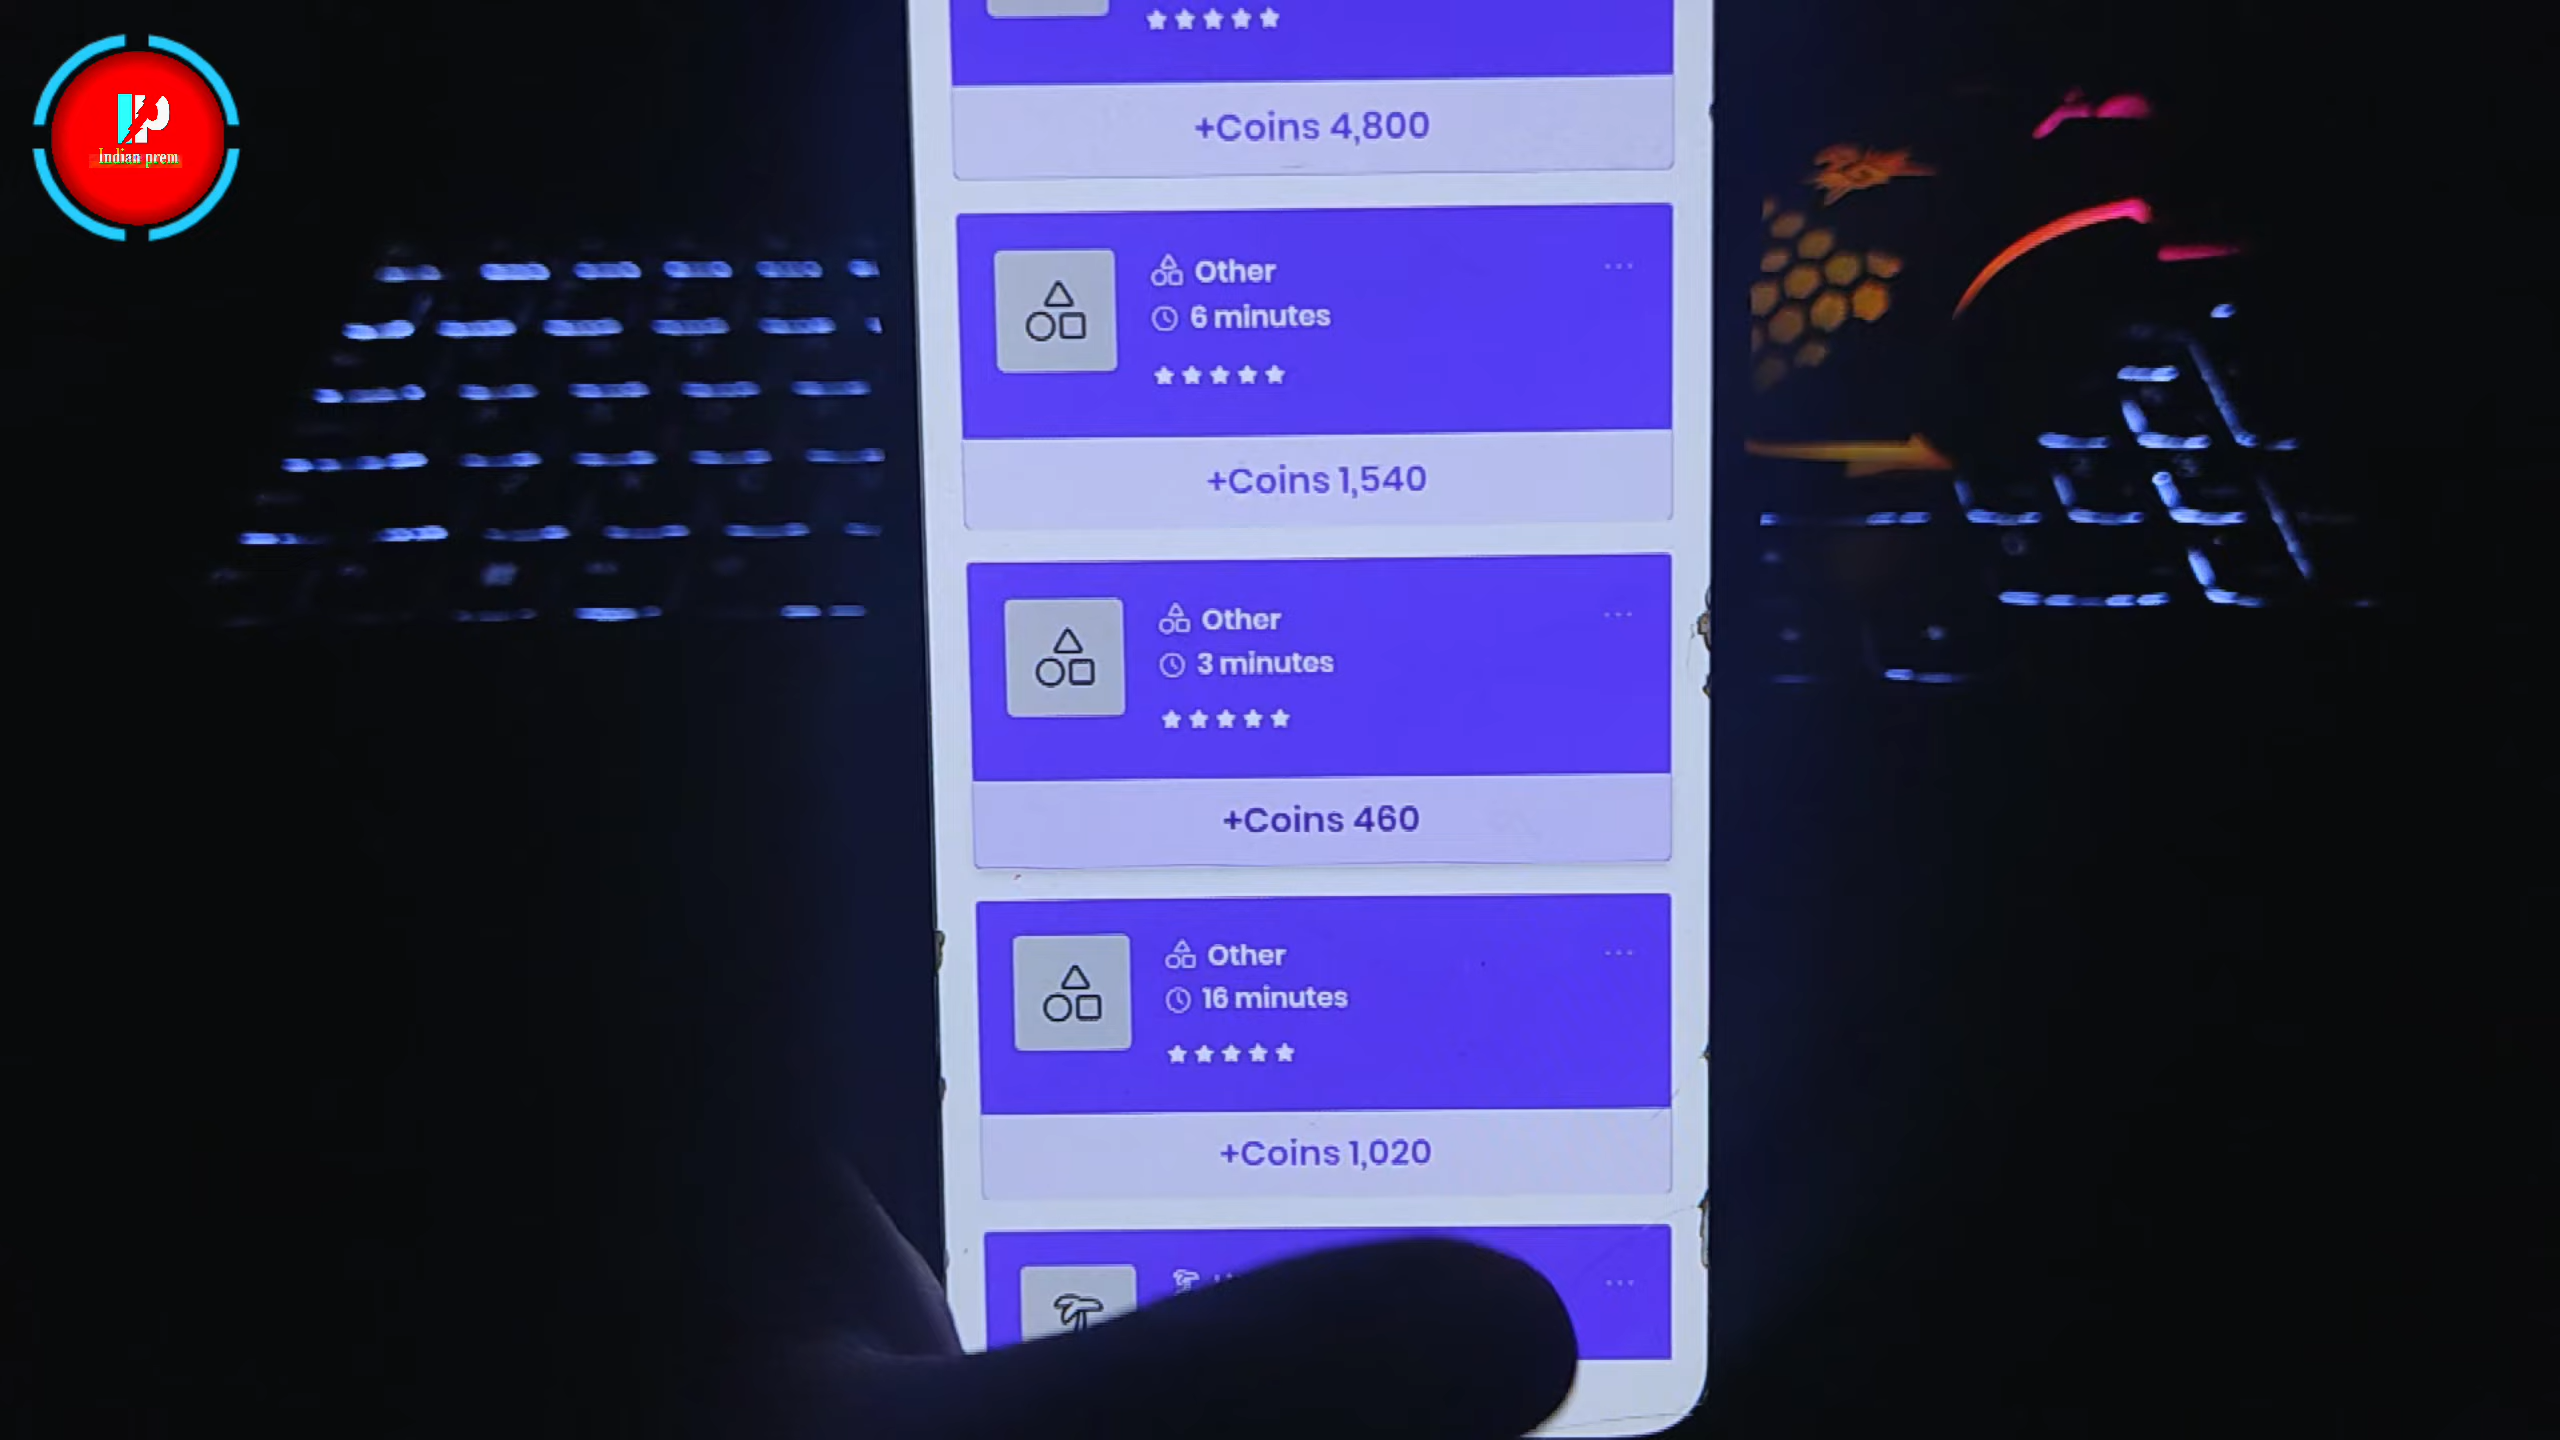 Indian prem
+Coins 4,800
Other
6 minutes
+Coins 1,540
Other
3 minutes
+Coins 460
Other
16 minutes
+Coins 1,020